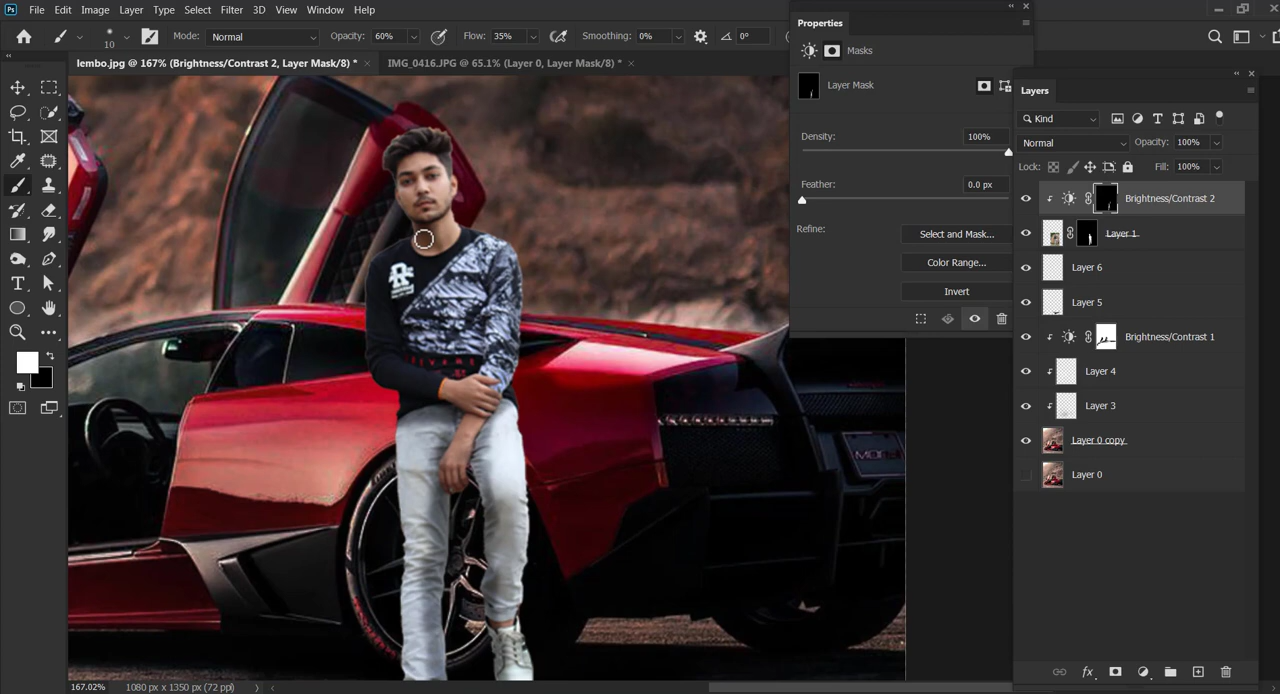 Ps File Edit Image Layer Type Select Filter 3D View Window Help
10 Mode: Normal Opacity: 60% Flow: 35% Smoothing: 0% 0°
lembo.jpg @ 167% (Brightness/Contrast 2, Layer Mask/8) * × IMG_0416.JPG @ 65.1% (Layer 0, Layer Mask/8) * ×
Properties
Masks
Layer Mask
Density: 100%
Feather: 0.0 px
Refine: Select and Mask...
Color Range...
Invert
Layers
Kind
Normal Opacity: 100%
Lock: Fill: 100%
Brightness/Contrast 2
Layer 1
Layer 6
Layer 5
Brightness/Contrast 1
Layer 4
Layer 3
Layer 0 copy
Layer 0
fx
R
167.02% 1080 px x 1350 px (72 ppi)